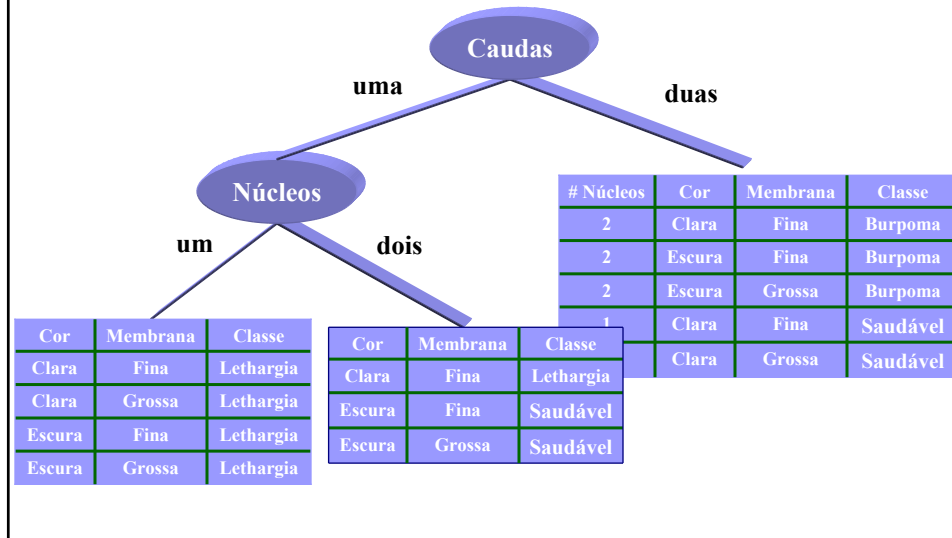 Caudas
uma
duas
Núcleos
um
dois
# Núcleos Cor Membrana Classe
2 Clara Fina Burpoma
2 Escura Fina Burpoma
2 Escura Grossa Burpoma
1 Clara Fina Saudável
Clara Grossa Saudável
Cor Membrana Classe
Clara Fina Lethargia
Clara Grossa Lethargia
Escura Fina Lethargia
Escura Grossa Lethargia
Cor Membrana Classe
Clara Fina Lethargia
Escura Fina Saudável
Escura Grossa Saudável